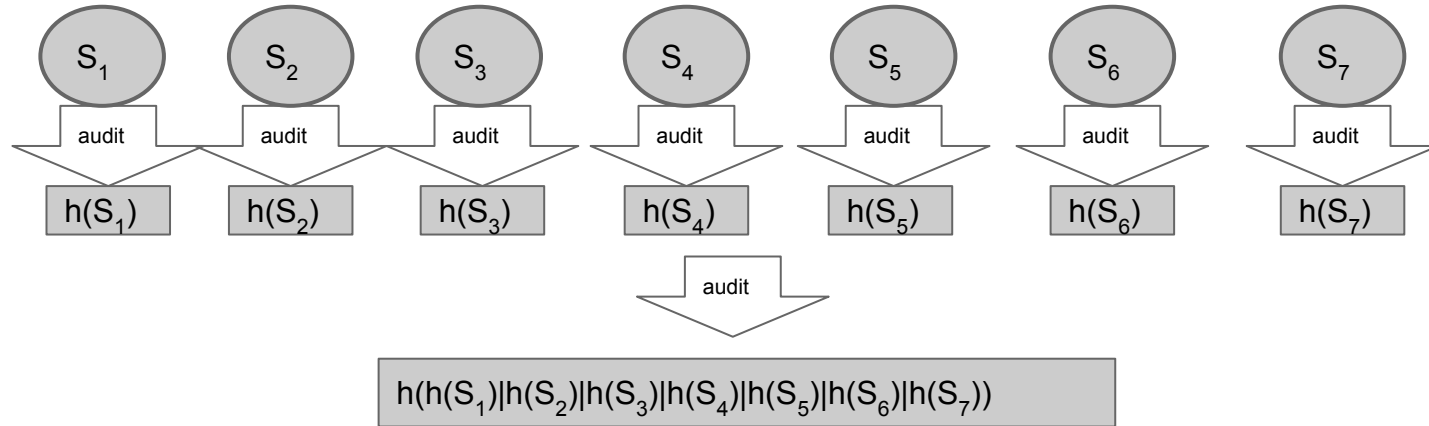 S₁ S₂ S₃ S₄ S₅ S₆ S₇
audit audit audit audit audit audit audit
h(S₁) h(S₂) h(S₃) h(S₄) h(S₅) h(S₆) h(S₇)
audit
h(h(S₁)|h(S₂)|h(S₃)|h(S₄)|h(S₅)|h(S₆)|h(S₇))